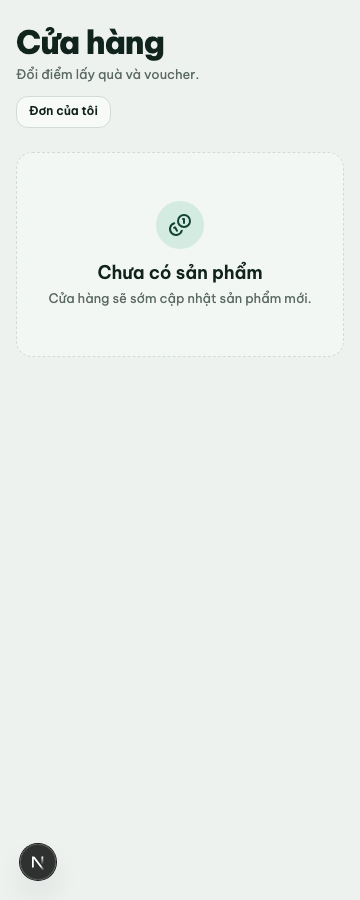 Cửa hàng
Đổi điểm lấy quà và voucher.
Đơn của tôi
Chưa có sản phẩm
Cửa hàng sẽ sớm cập nhật sản phẩm mới.
N